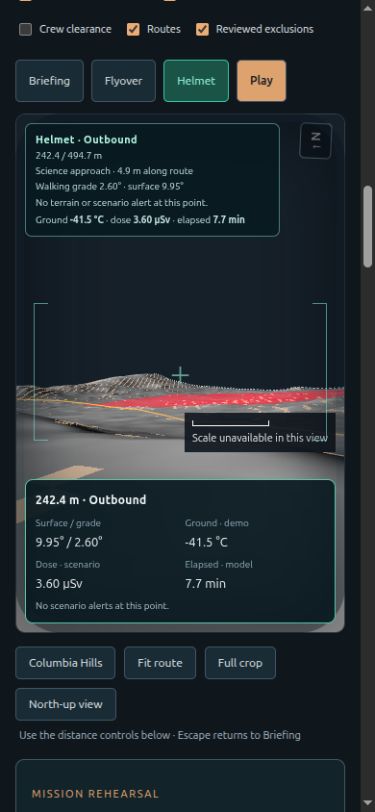 Crew clearance Routes Reviewed exclusions
Briefing Flyover Helmet Play
Helmet · Outbound
N
↑
242.4 / 494.7 m
Science approach · 4.9 m along route
Walking grade 2.60° · surface 9.95°
No terrain or scenario alert at this point.
Ground -41.5 °C · dose 3.60 µSv · elapsed 7.7 min
Scale unavailable in this view
242.4 m · Outbound
Surface / grade Ground · demo
9.95° / 2.60° -41.5 °C
Dose · scenario Elapsed · model
3.60 µSv 7.7 min
No scenario alerts at this point.
Columbia Hills Fit route Full crop
North-up view
Use the distance controls below · Escape returns to Briefing
MISSION REHEARSAL